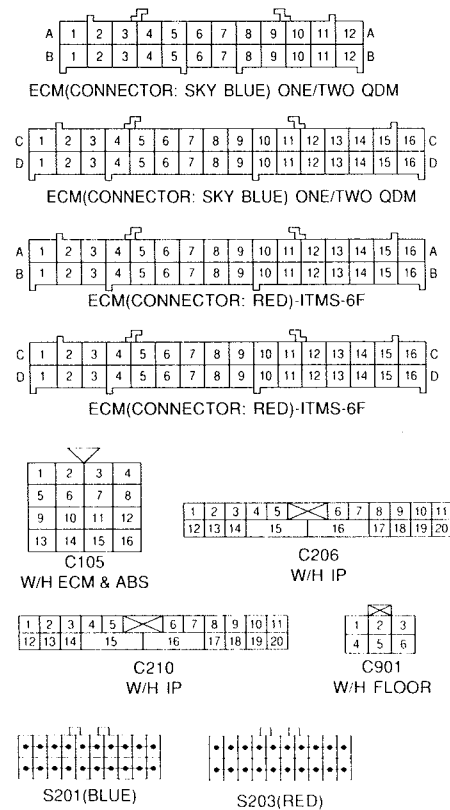 A 1 2 3 4 5 6 7 8 9 10 11 12 A
B 1 2 3 4 5 6 7 8 9 10 11 12 B
ECM(CONNECTOR: SKY BLUE) ONE/TWO QDM
C 1 2 3 4 5 6 7 8 9 10 11 12 13 14 15 16 C
D 1 2 3 4 5 6 7 8 9 10 11 12 13 14 15 16 D
ECM(CONNECTOR: SKY BLUE) ONE/TWO QDM
A 1 2 3 4 5 6 7 8 9 10 11 12 13 14 15 16 A
B 1 2 3 4 5 6 7 8 9 10 11 12 13 14 15 16 B
ECM(CONNECTOR: RED)-ITMS-6F
C 1 2 3 4 5 6 7 8 9 10 11 12 13 14 15 16 C
D 1 2 3 4 5 6 7 8 9 10 11 12 13 14 15 16 D
ECM(CONNECTOR: RED)-ITMS-6F
1 2 3 4
5 6 7 8
9 10 11 12
13 14 15 16
C105
W/H ECM & ABS
1 2 3 4 5 6 7 8 9 10 11
12 13 14 15 16 17 18 19 20
C206
W/H IP
1 2 3 4 5 6 7 8 9 10 11
12 13 14 15 16 17 18 19 20
C210
W/H IP
1 2 3
4 5 6
C901
W/H FLOOR
S201(BLUE)
S203(RED)